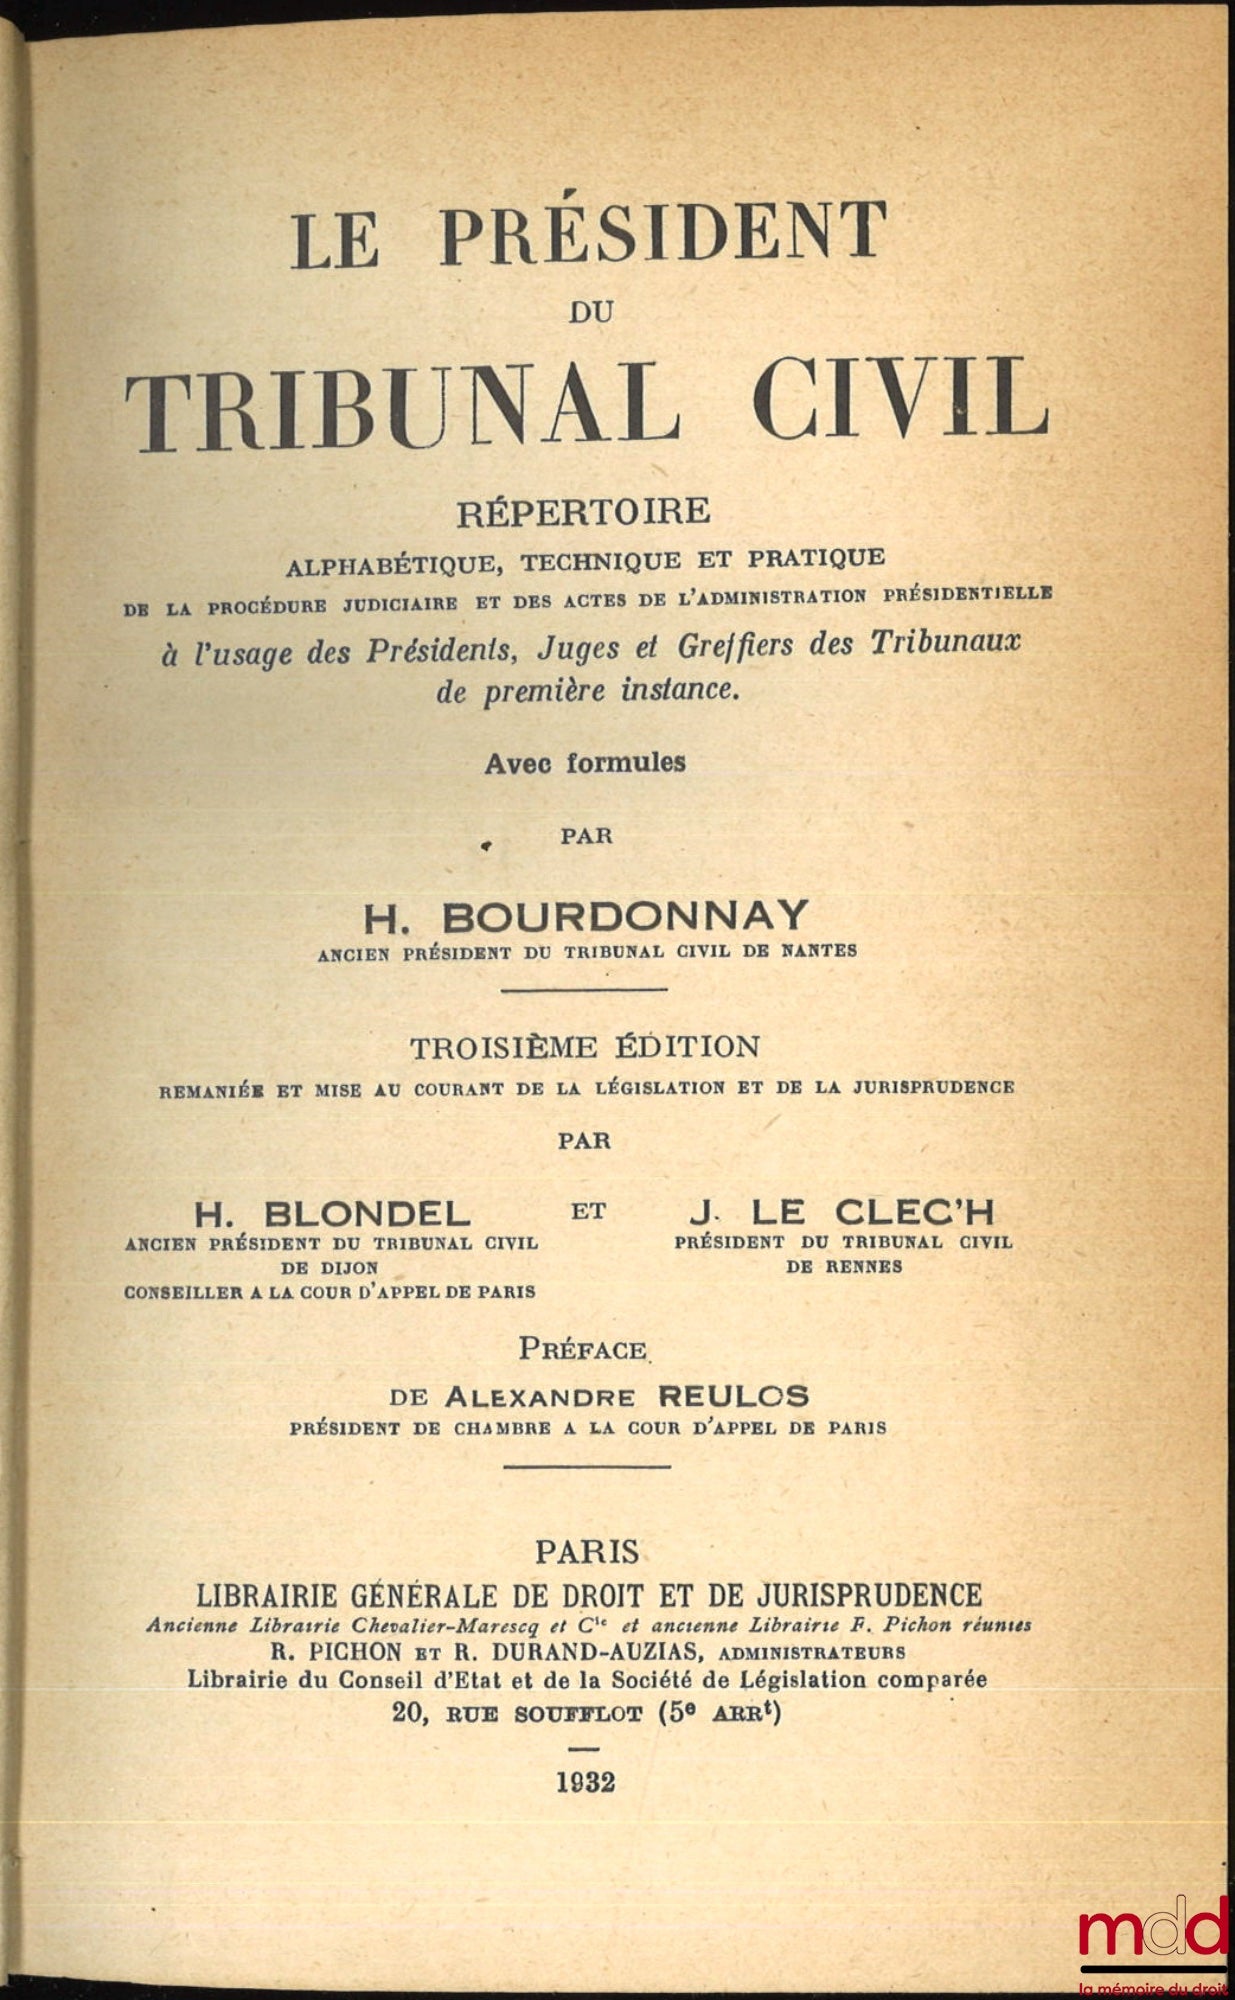 LE PRÉSIDENT
DU
TRIBUNAL CIVIL
RÉPERTOIRE
ALPHABÉTIQUE, TECHNIQUE ET PRATIQUE
DE LA PROCÉDURE JUDICIAIRE ET DES ACTES DE L'ADMINISTRATION PRÉSIDENTIELLE
à l'usage des Présidents, Juges et Greffiers des Tribunaux
de première instance.
Avec formules
PAR
H. BOURDONNAY
ANCIEN PRÉSIDENT DU TRIBUNAL CIVIL DE NANTES
TROISIÈME ÉDITION
REMANIÉE ET MISE AU COURANT DE LA LÉGISLATION ET DE LA JURISPRUDENCE
PAR
H. BLONDEL ET J. LE CLEC'H
ANCIEN PRÉSIDENT DU TRIBUNAL CIVIL PRÉSIDENT DU TRIBUNAL CIVIL
DE DIJON DE RENNES
CONSEILLER A LA COUR D'APPEL DE PARIS
PRÉFACE
DE ALEXANDRE REULOS
PRÉSIDENT DE CHAMBRE A LA COUR D'APPEL DE PARIS
PARIS
LIBRAIRIE GÉNÉRALE DE DROIT ET DE JURISPRUDENCE
Ancienne Librairie Chevalier-Marescq et Cie et ancienne Librairie F. Pichon réunies
R. PICHON ET R. DURAND-AUZIAS, ADMINISTRATEURS
Librairie du Conseil d'Etat et de la Société de Législation comparée
20, RUE SOUFFLOT (5e ARRt)
1932
mdd
la mémoire du droit